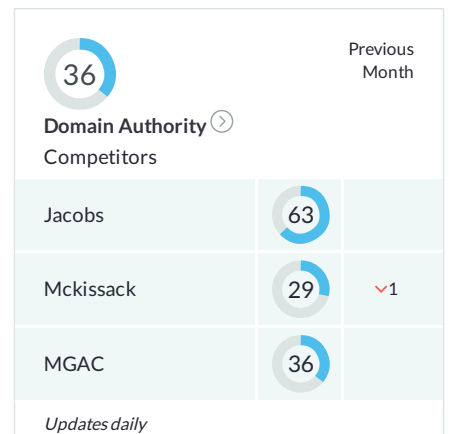 36
Previous
Month
Domain Authority
Competitors
Jacobs 63
Mckissack 29 1
MGAC 36
Updates daily